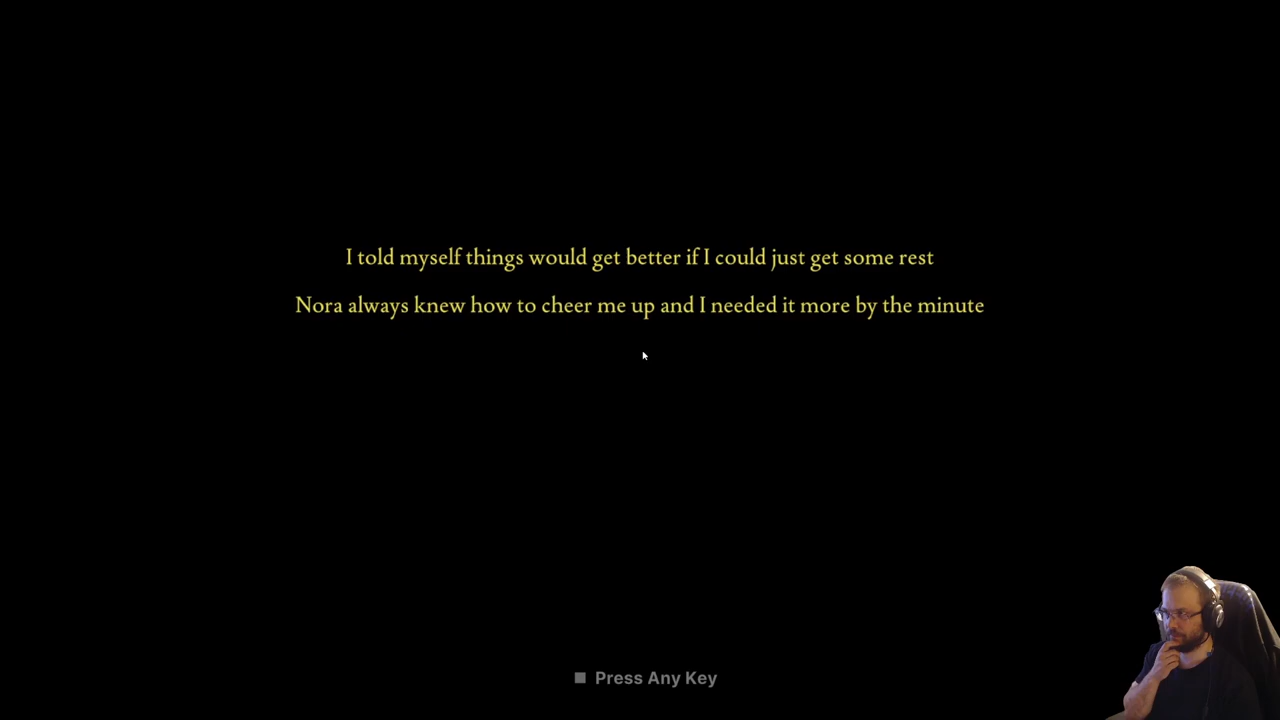 I told myself things would get better if I could just get some rest
Nora always knew how to cheer me up and I needed it more by the minute
Press Any Key